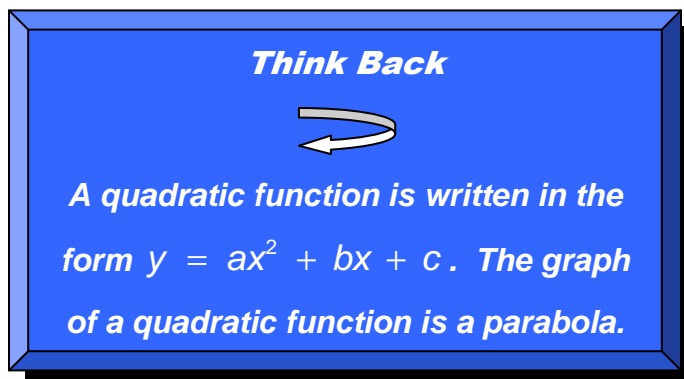 Think Back
A quadratic function is written in the
form y = ax² + bx + c. The graph
of a quadratic function is a parabola.